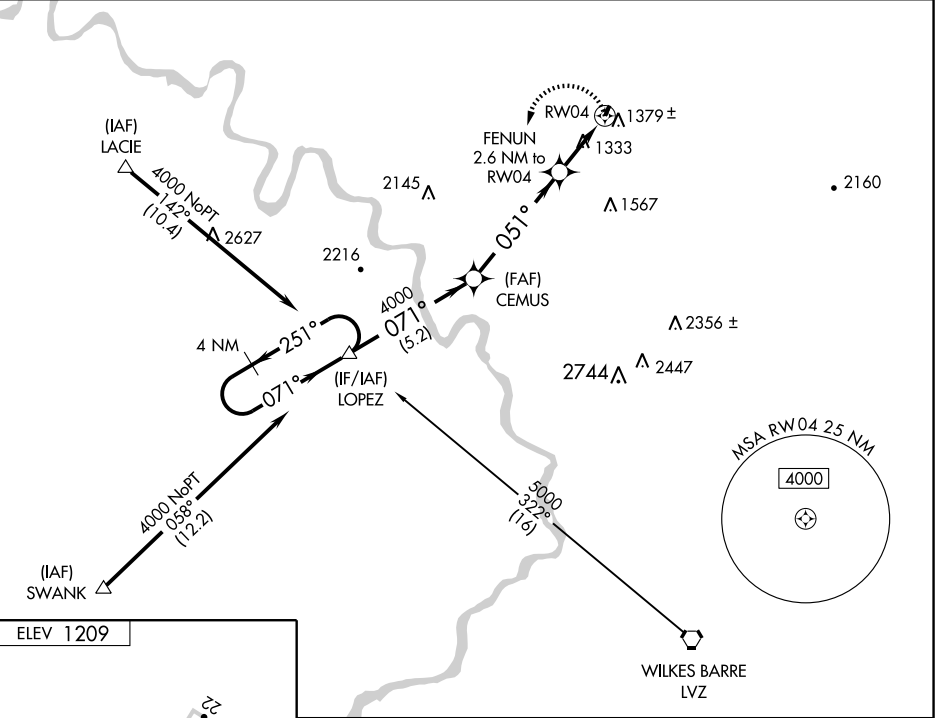 RW04
1379 ±
(IAF)
LACIE
FENUN
2.6 NM to
RW04
1333
4000 NoPT
142°
(10.4)
2145
2160
1567
2627
051°
2216
(FAF)
CEMUS
4000
071°
(5.2)
251°
4 NM
2356 ±
071°
(IF/IAF)
LOPEZ
2744
2447
MSA RW04 25 NM
4000
4000 NoPT
058°
(12.2)
5000
322°
(16)
(IAF)
SWANK
ELEV 1209
WILKES BARRE
LVZ
22